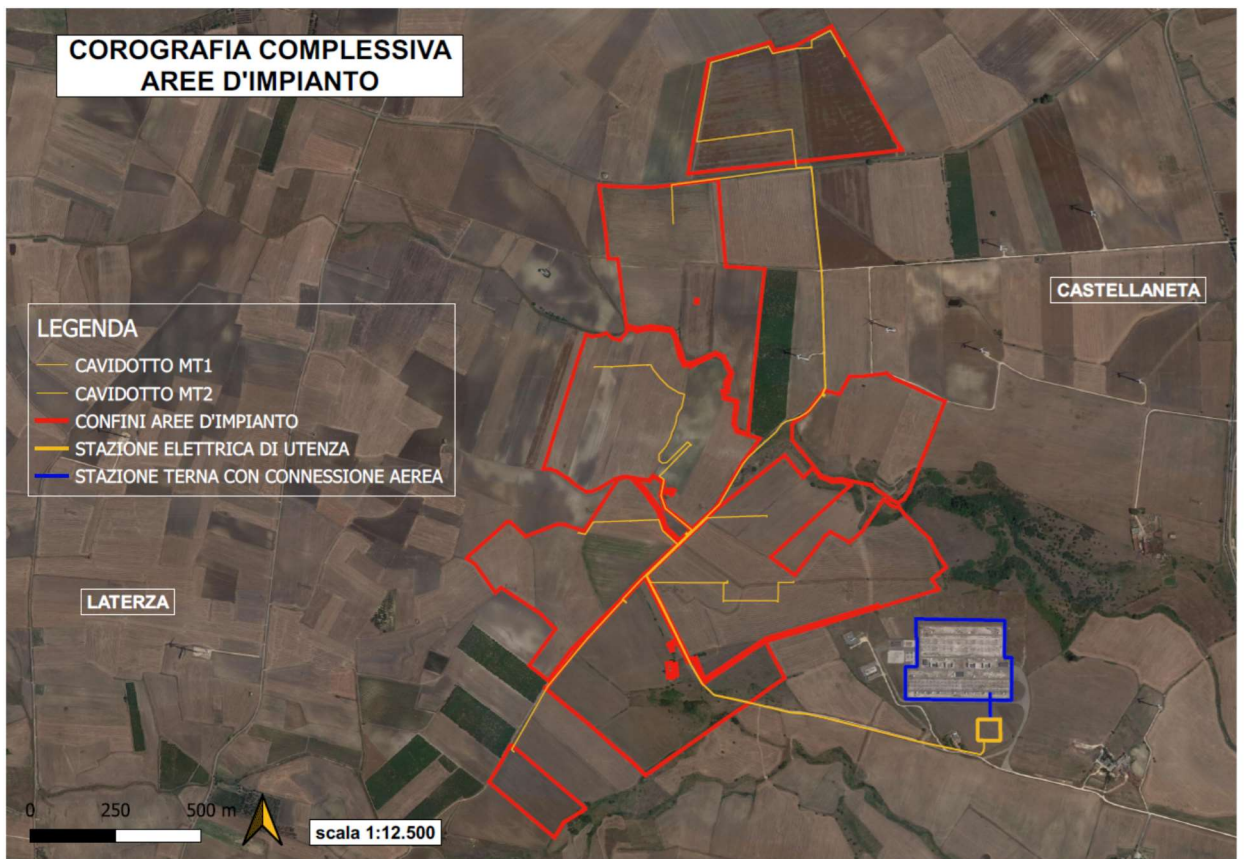 COROGRAFIA COMPLESSIVA
AREE D'IMPIANTO
CASTELLANETA
LEGENDA
CAVIDOTTO MT1
CAVIDOTTO MT2
CONFINI AREE D'IMPIANTO
STAZIONE ELETTRICA DI UTENZA
STAZIONE TERNA CON CONNESSIONE AEREA
LATERZA
0 250 500 m
scala 1:12.500